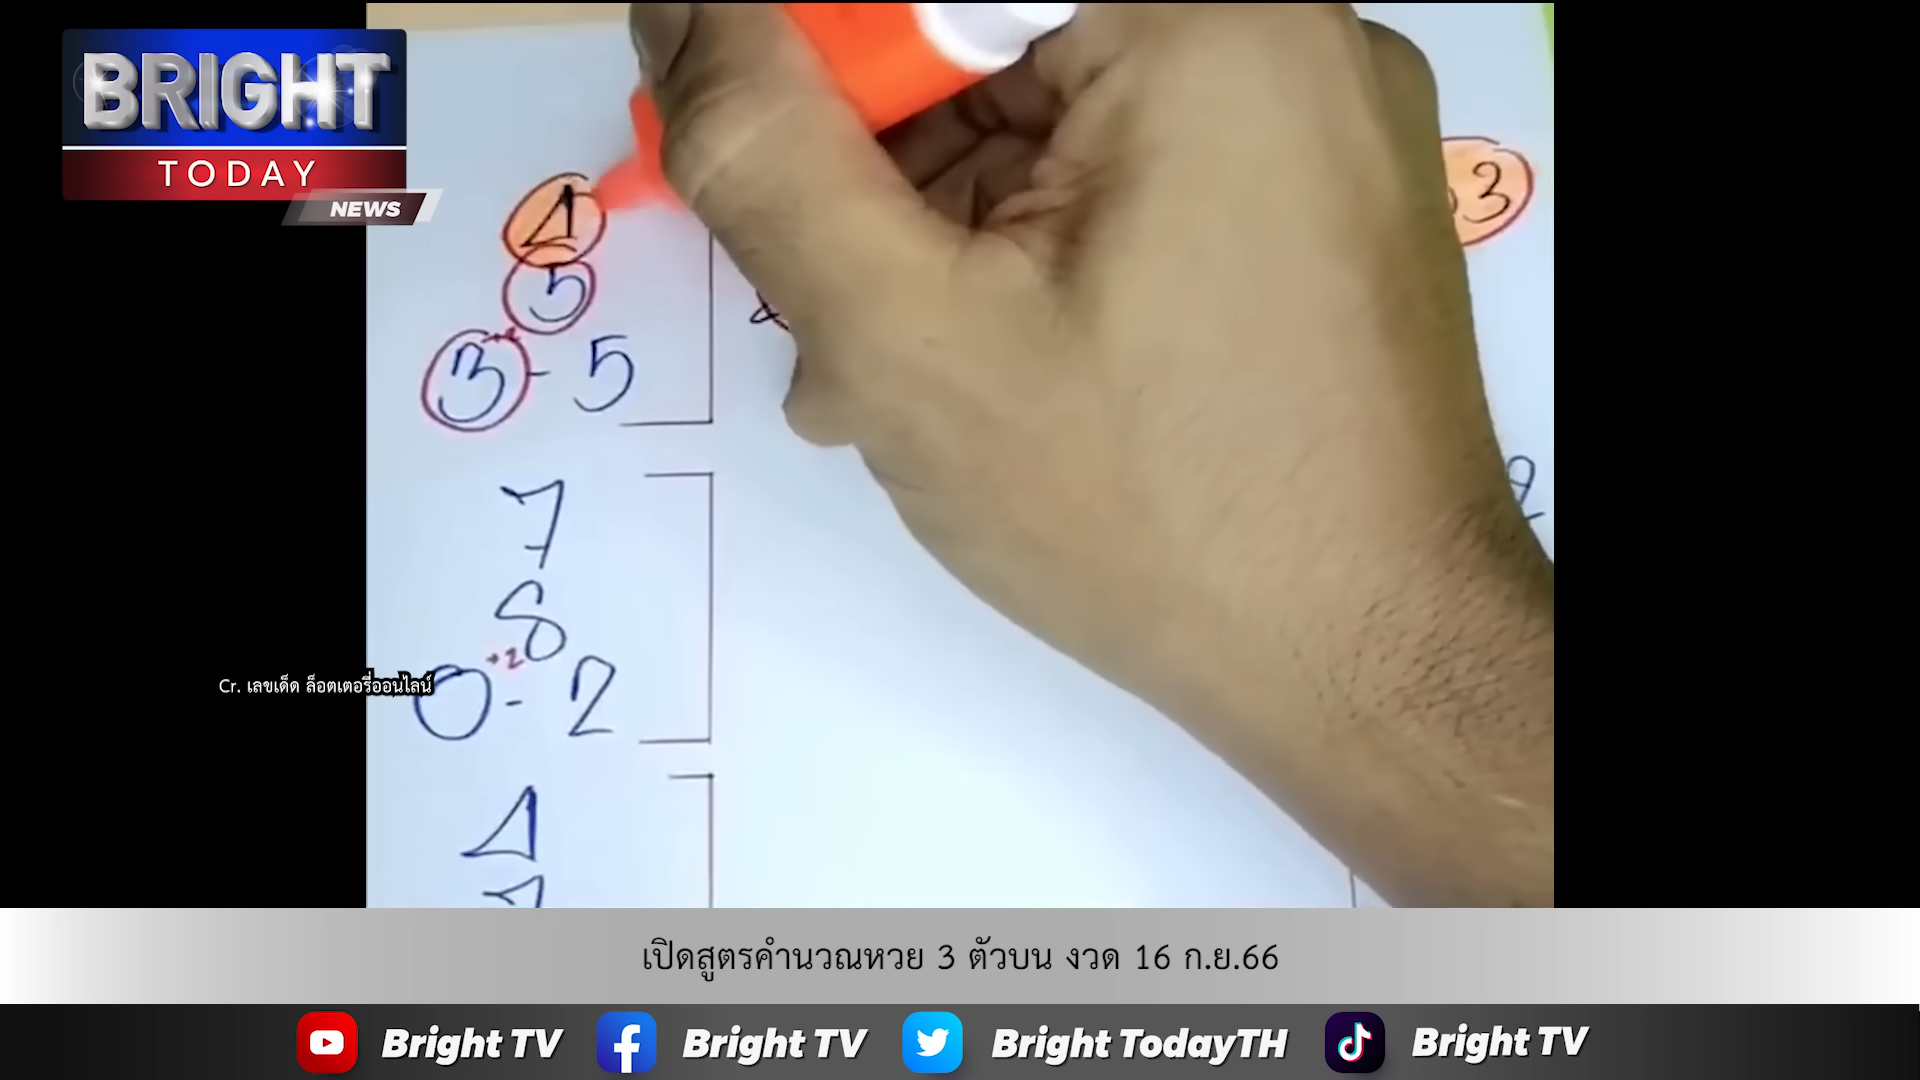 BRIGHT
TODAY
NEWS
4
5
3
+2
3 - 5
7
8
+2
0 - 2
4
Cr. เลขเด็ด ล็อตเตอรี่ออนไลน์
เปิดสูตรคำนวณหวย 3 ตัวบน งวด 16 ก.ย.66
Bright TV
Bright TV
Bright TodayTH
Bright TV